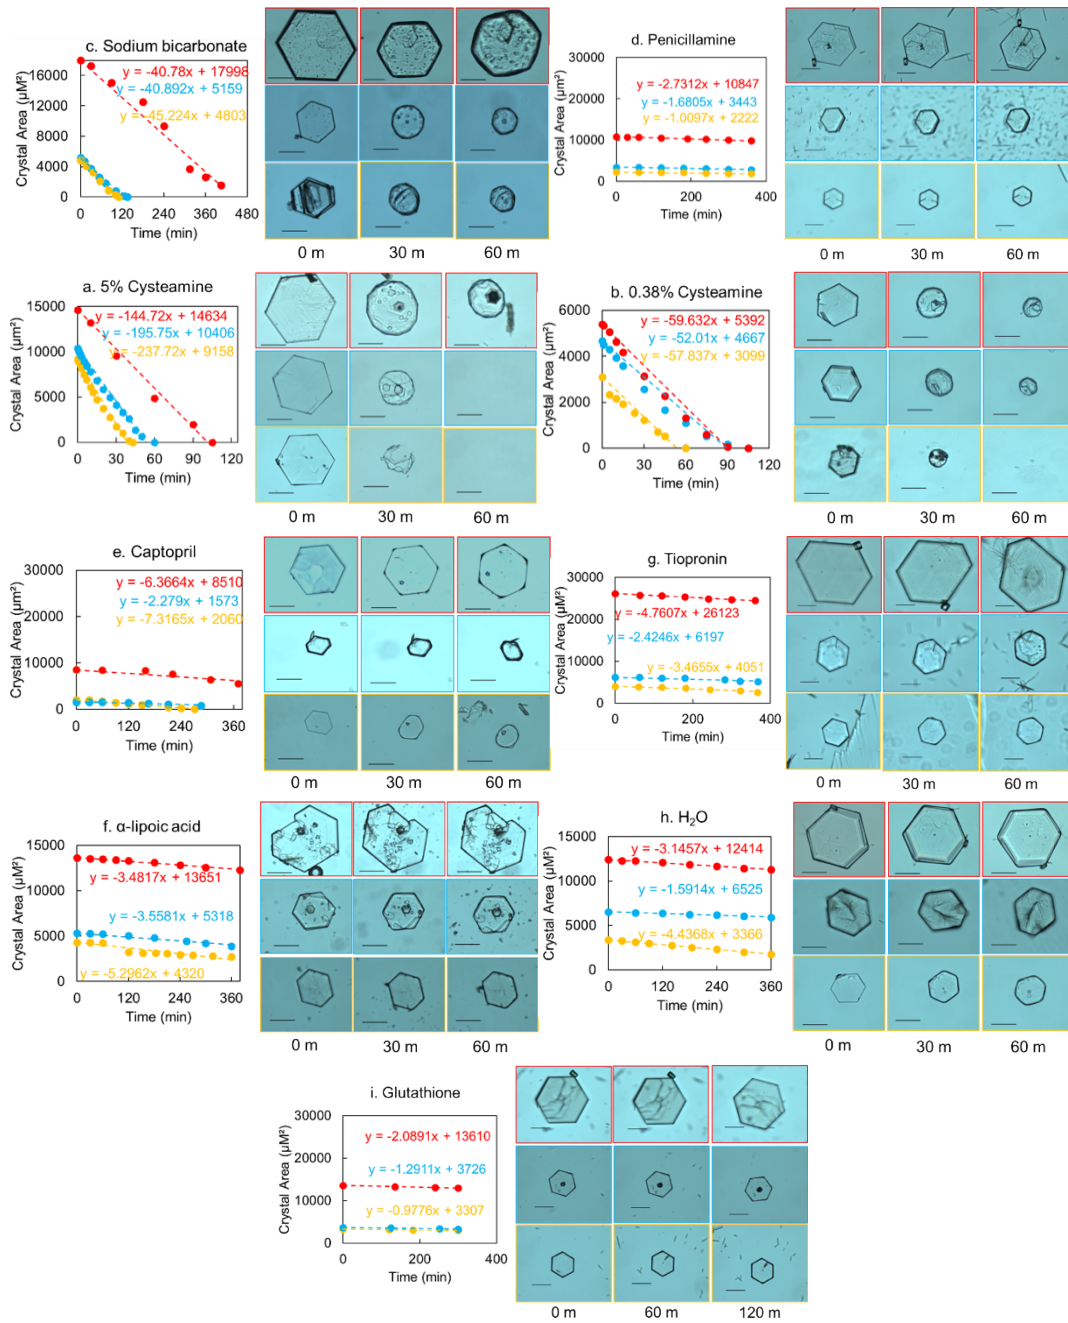 c. Sodium bicarbonate
Crystal Area (µM²)
16000
12000
8000
4000
0
y = -40.78x + 17998
y = -40.892x + 5159
y = -45.224x + 4803
0 120 240 360 480
Time (min)
0 m 30 m 60 m
d. Penicillamine
Crystal Area (µm²)
30000
20000
10000
0
y = -2.7312x + 10847
y = -1.6805x + 3443
y = -1.0097x + 2222
0 200 400
Time (min)
0 m 30 m 60 m
a. 5% Cysteamine
Crystal Area (µm²)
15000
10000
5000
0
y = -144.72x + 14634
y = -195.75x + 10406
y = -237.72x + 9158
0 30 60 90 120
Time (min)
0 m 30 m 60 m
b. 0.38% Cysteamine
Crystal Area (µm²)
6000
4000
2000
0
y = -59.632x + 5392
y = -52.01x + 4667
y = -57.837x + 3099
0 30 60 90 120
Time (min)
0 m 30 m 60 m
e. Captopril
Crystal Area (µm²)
30000
20000
10000
0
y = -6.3664x + 8510
y = -2.279x + 1573
y = -7.3165x + 2060
0 120 240 360
Time (min)
0 m 30 m 60 m
g. Tiopronin
Crystal Area (µM²)
30000
20000
10000
0
y = -4.7607x + 26123
y = -2.4246x + 6197
y = -3.4655x + 4051
0 200 400
Time (min)
0 m 30 m 60 m
f. α-lipoic acid
Crystal Area (µM²)
15000
10000
5000
0
y = -3.4817x + 13651
y = -3.5581x + 5318
y = -5.2962x + 4320
0 120 240 360
Time (min)
0 m 30 m 60 m
h. H₂O
Crystal Area (µM²)
15000
10000
5000
0
y = -3.1457x + 12414
y = -1.5914x + 6525
y = -4.4368x + 3366
0 120 240 360
Time (min)
0 m 30 m 60 m
i. Glutathione
Crystal Area (µM²)
30000
20000
10000
0
y = -2.0891x + 13610
y = -1.2911x + 3726
y = -0.9776x + 3307
0 200 400
Time (min)
0 m 60 m 120 m